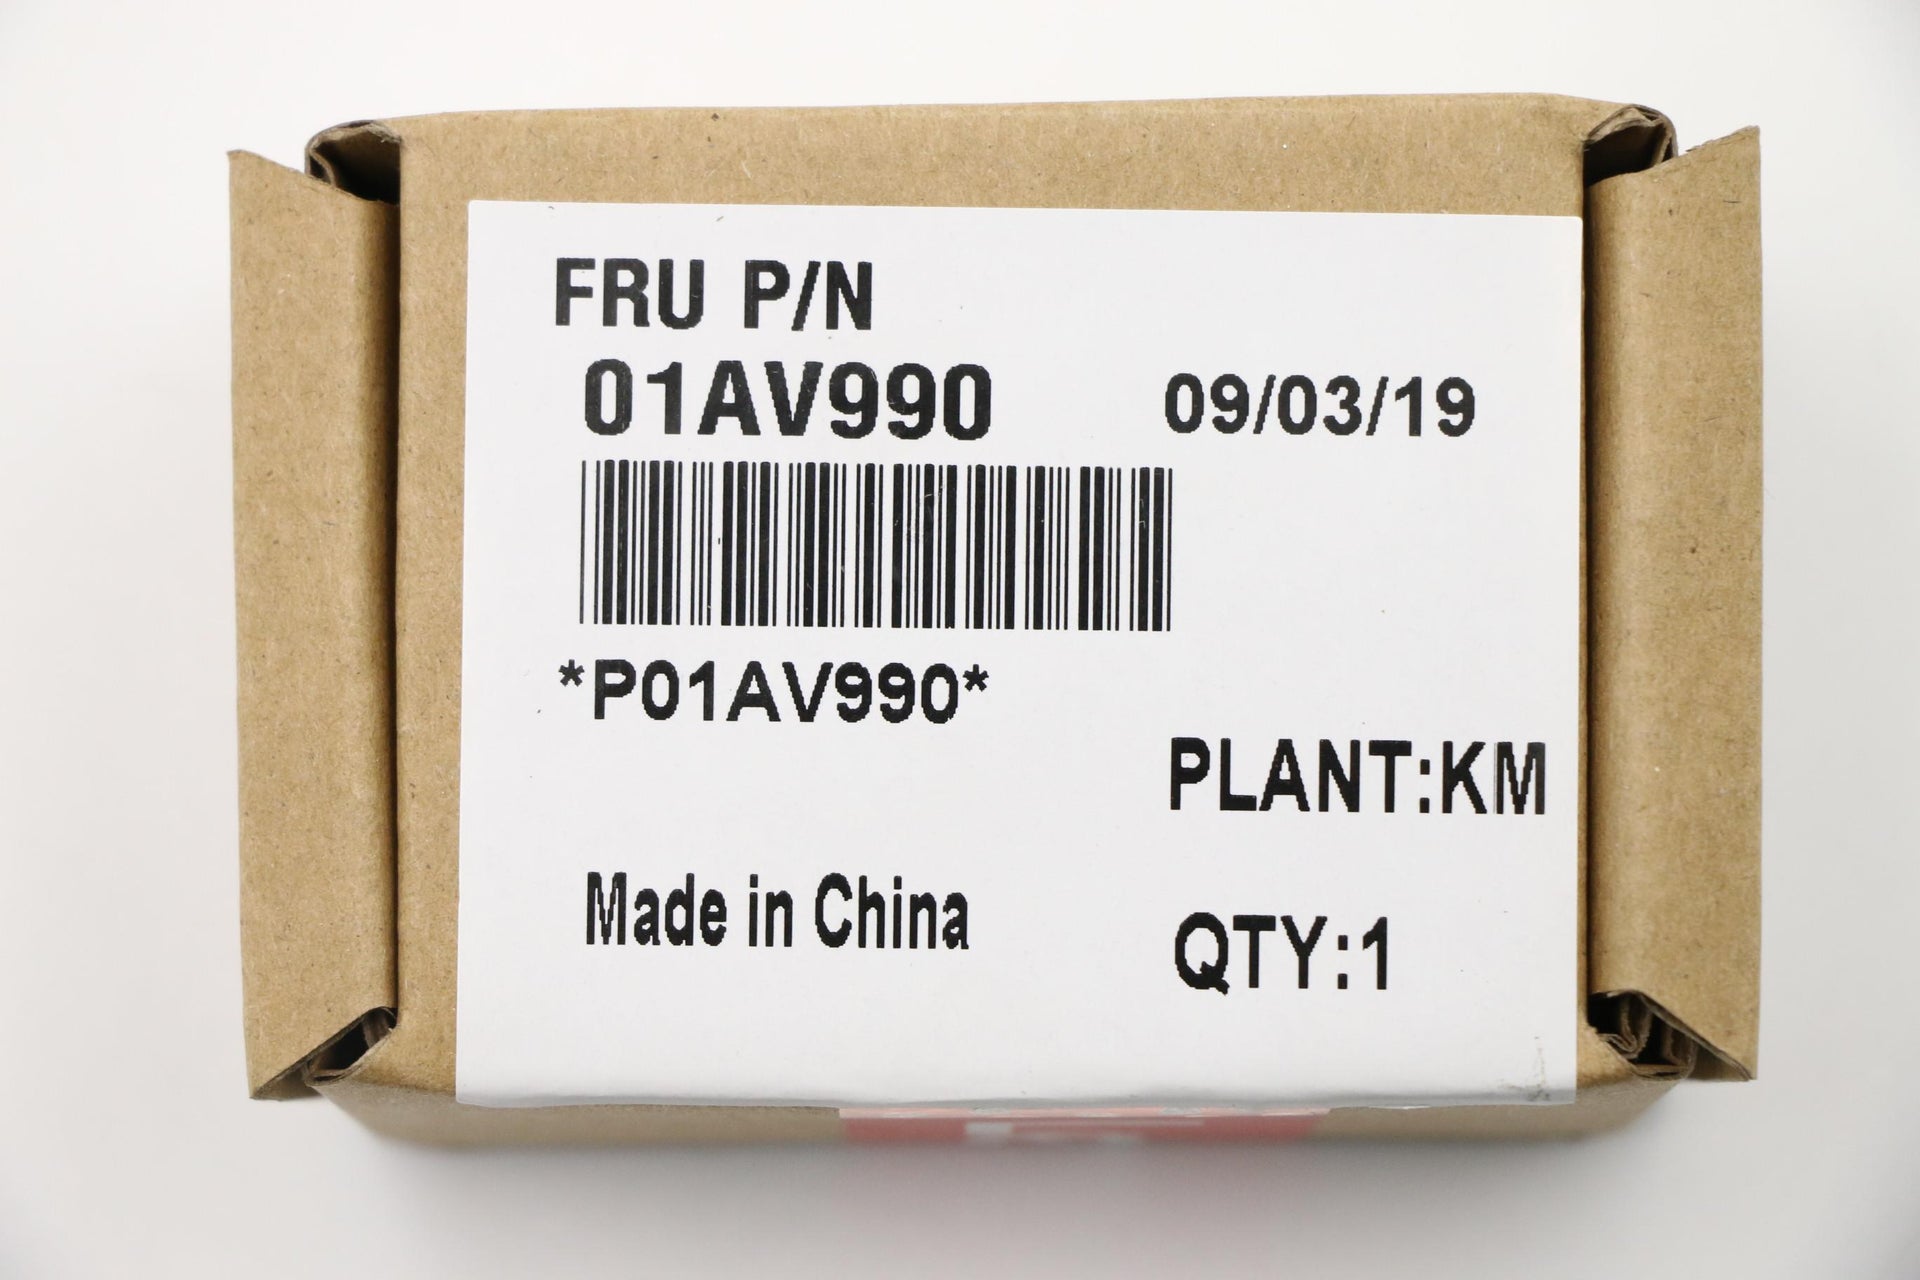 FRU P/N
01AV990 09/03/19
*P01AV990*
PLANT:KM
Made in China
QTY:1